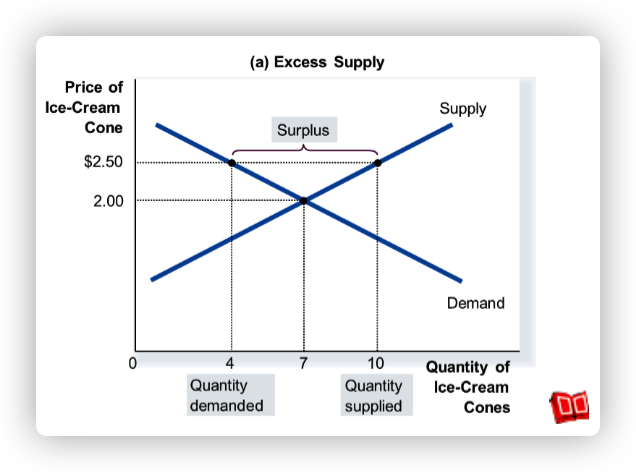 (a) Excess Supply
Price of
Ice-Cream
Cone
Supply
Surplus
$2.50
2.00
Demand
0
4
7
10
Quantity
demanded
Quantity
supplied
Quantity of
Ice-Cream
Cones